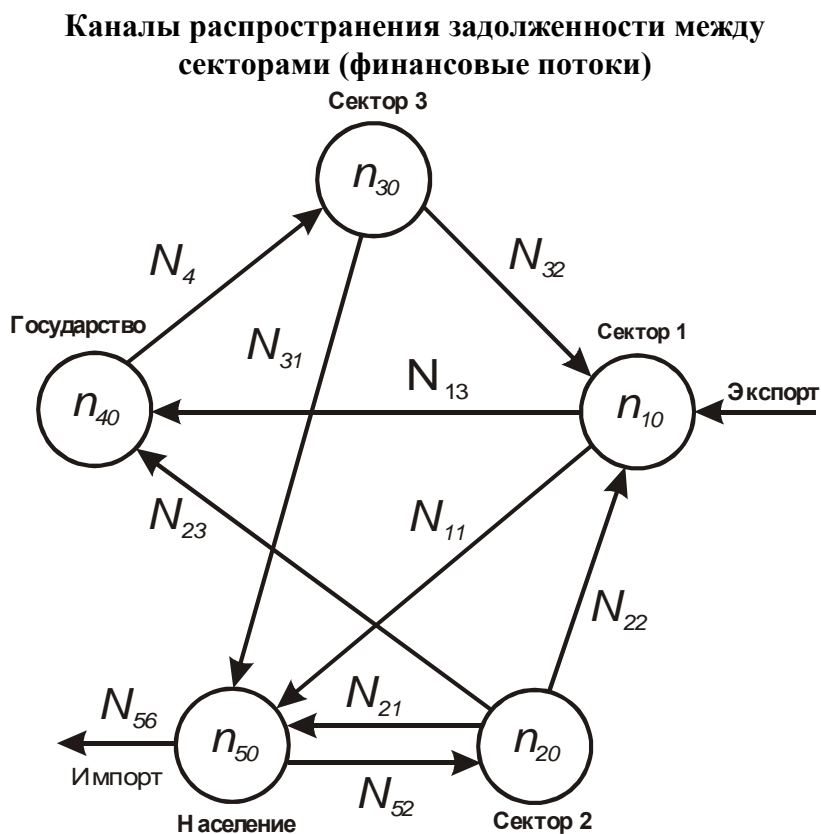 Каналы распространения задолженности между
секторами (финансовые потоки)
Сектор 3
n30
N4
N32
Государство
Сектор 1
N31
N13
Экспорт
n40
n10
N23
N11
N22
N56
N21
n50
n20
Импорт
N52
Население
Сектор 2